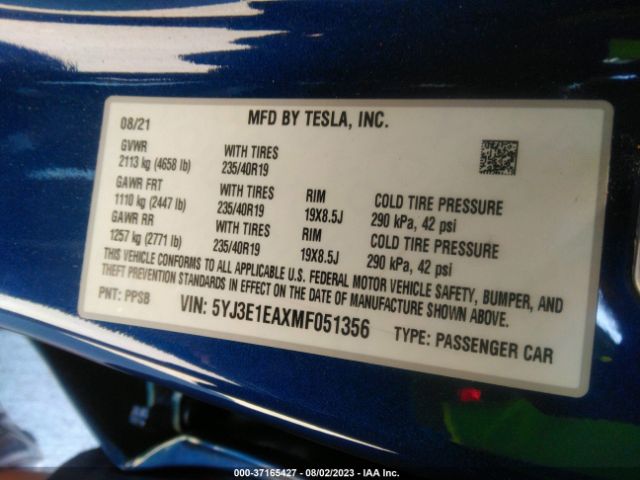 MFD BY TESLA, INC.
08/21
GVWR
2113 kg (4658 lb)
WITH TIRES
235/40R19
GAWR FRT
1110 kg (2447 lb)
WITH TIRES
235/40R19
RIM
19X8.5J
COLD TIRE PRESSURE
290 kPa, 42 psi
GAWR RR
1257 kg (2771 lb)
WITH TIRES
235/40R19
RIM
19X8.5J
COLD TIRE PRESSURE
290 kPa, 42 psi
THIS VEHICLE CONFORMS TO ALL APPLICABLE U.S. FEDERAL MOTOR VEHICLE SAFETY, BUMPER, AND
THEFT PREVENTION STANDARDS IN EFFECT ON THE DATE OF MANUFACTURE SHOWN ABOVE.
PNT: PPSB
VIN: 5YJ3E1EAXMF051356
TYPE: PASSENGER CAR
000-37165427 - 08/02/2023 - IAA Inc.